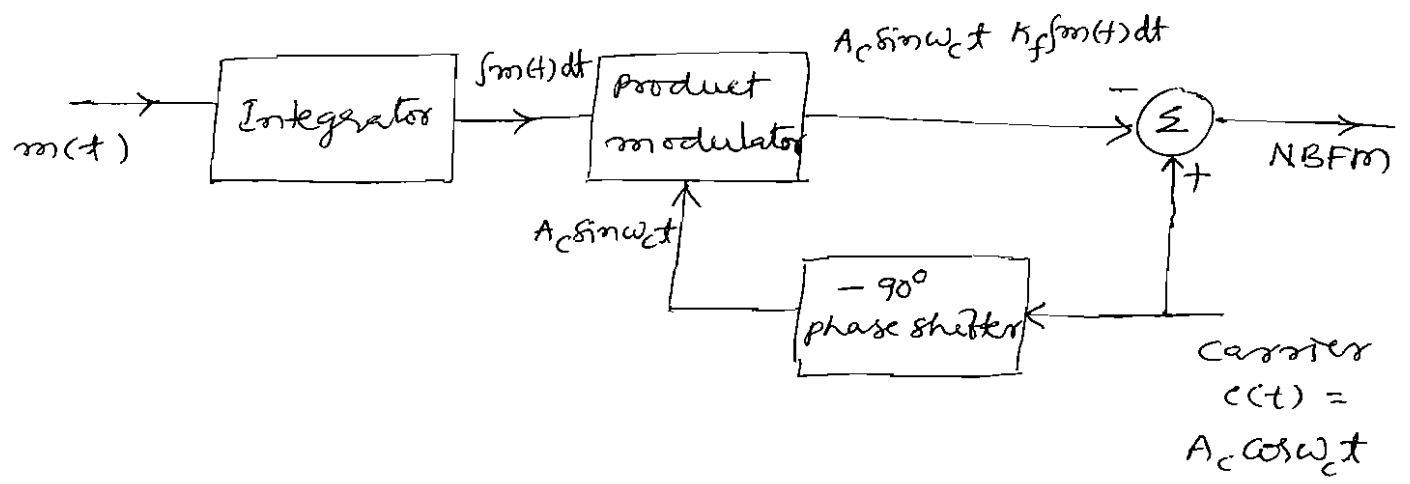 m(t)
Integrator
∫m(t)dt
product
modulator
A_c sinω_c t K_f∫m(t)dt
−
Σ
+
NBFM
A_c sinω_c t
− 90°
phase shifter
carrier
c(t) =
A_c cosω_c t